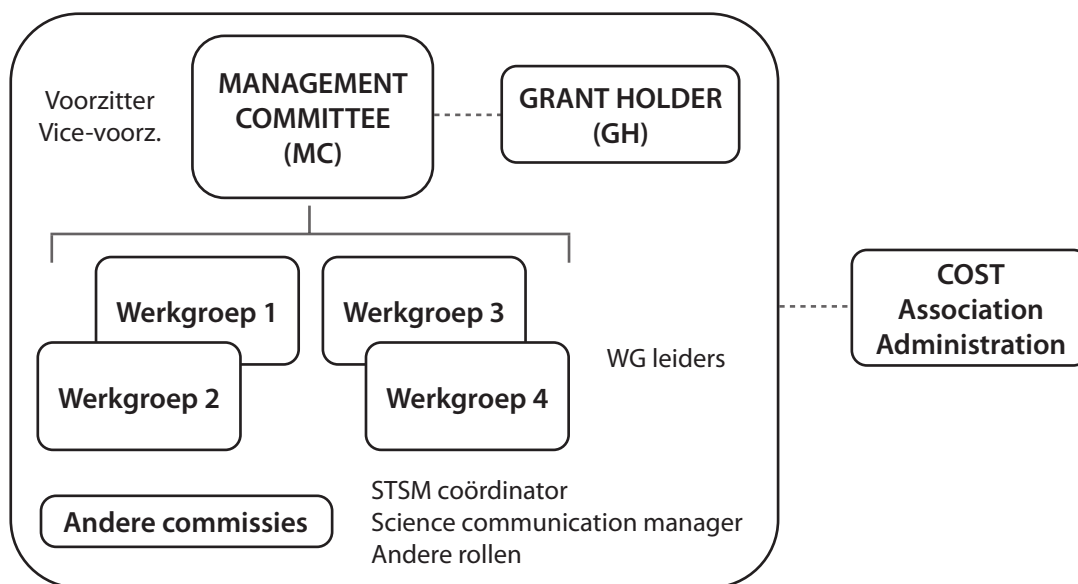 Voorzitter
Vice-voorz.
MANAGEMENT
COMMITTEE
(MC)
GRANT HOLDER
(GH)
Werkgroep 1
Werkgroep 3
Werkgroep 2
Werkgroep 4
WG leiders
COST
Association
Administration
Andere commissies
STSM coördinator
Science communication manager
Andere rollen